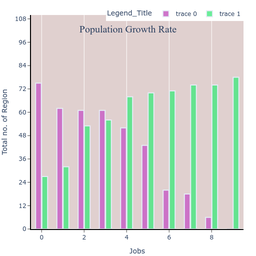 Legend_Title
trace 0
trace 1
Population Growth Rate
108
96
84
72
60
48
36
24
12
0
Total no. of Region
0
2
4
6
8
Jobs